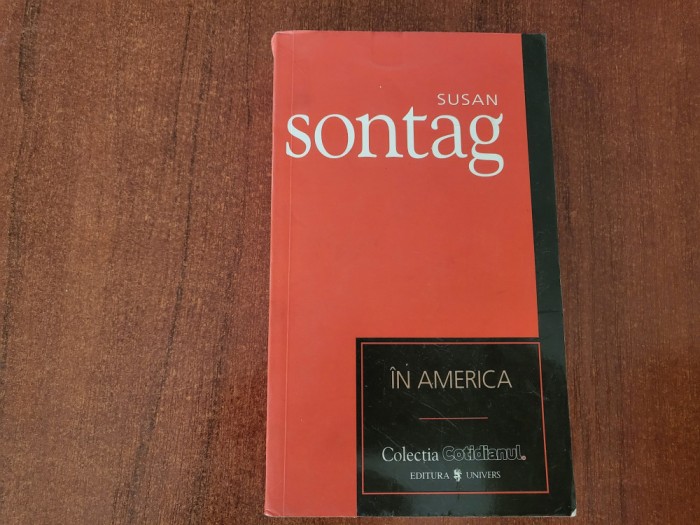 SUSAN
sontag
ÎN AMERICA
Colecția Cotidianul.
EDITURA UNIVERS